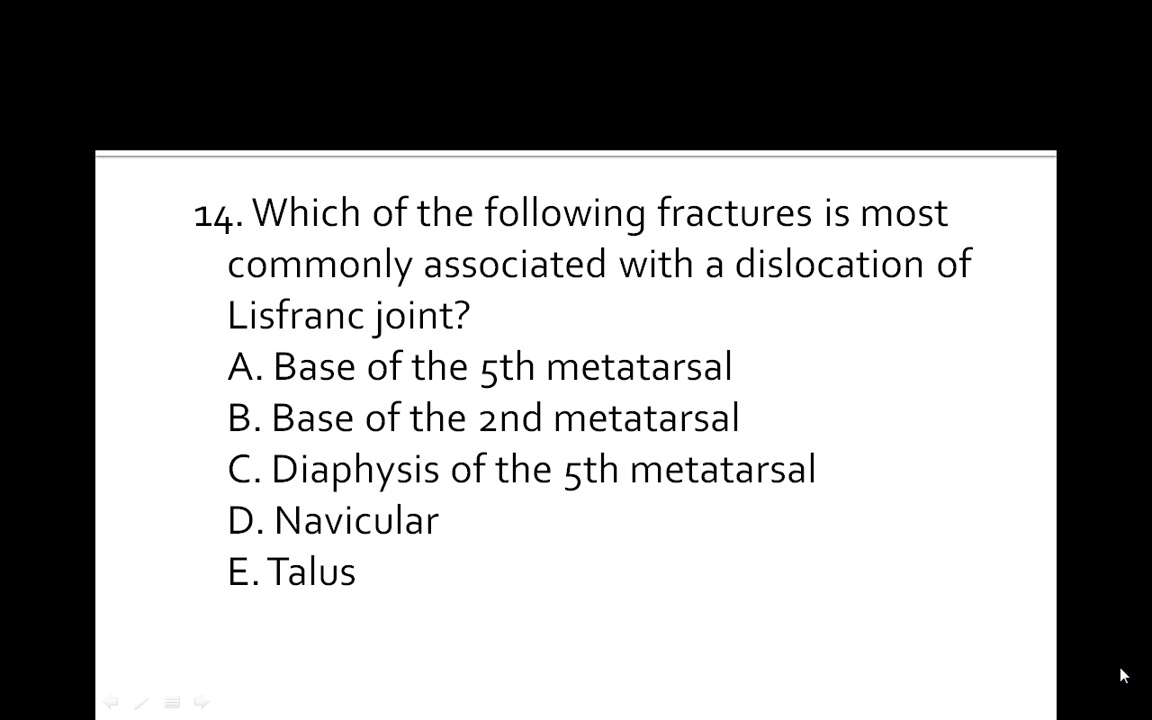 14. Which of the following fractures is most
commonly associated with a dislocation of
Lisfranc joint?
A. Base of the 5th metatarsal
B. Base of the 2nd metatarsal
C. Diaphysis of the 5th metatarsal
D. Navicular
E. Talus